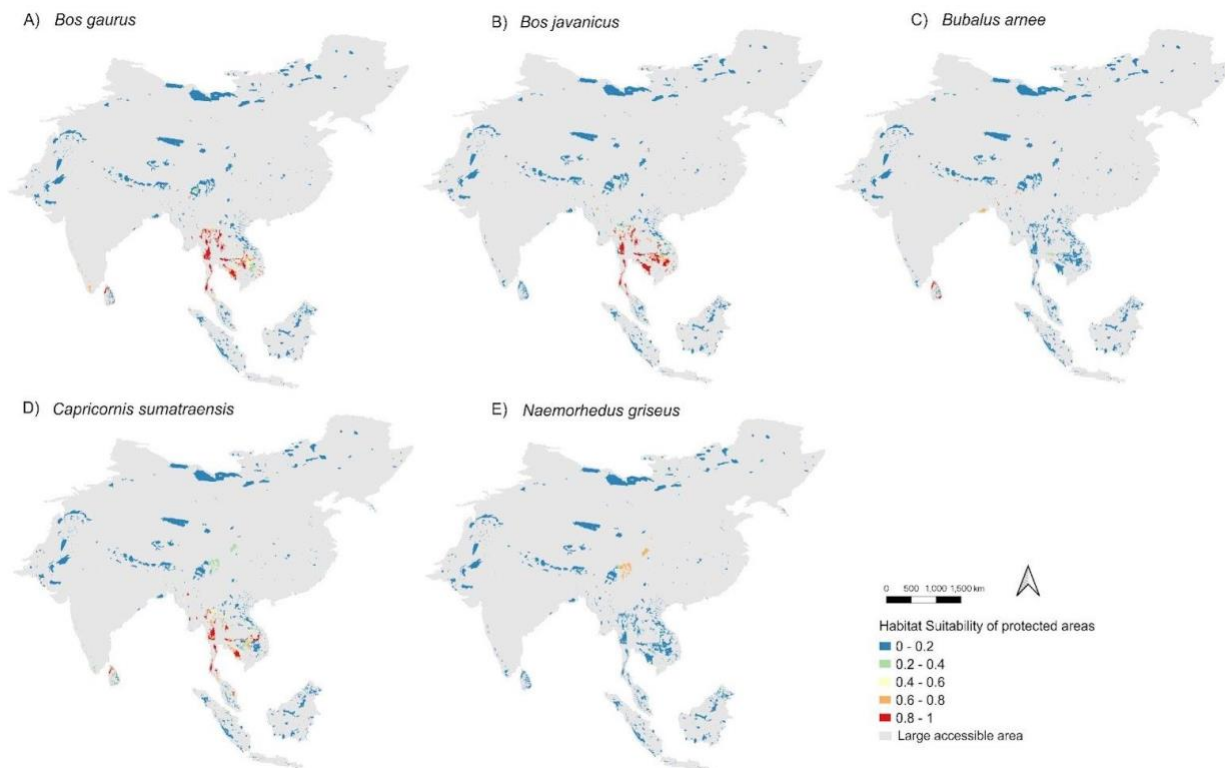 A) Bos gaurus
B) Bos javanicus
C) Bubalus arnee
D) Capricornis sumatraensis
E) Naemorhedus griseus
0 500 1,000 1,500 km
Habitat Suitability of protected areas
0 - 0.2
0.2 - 0.4
0.4 - 0.6
0.6 - 0.8
0.8 - 1
Large accessible area